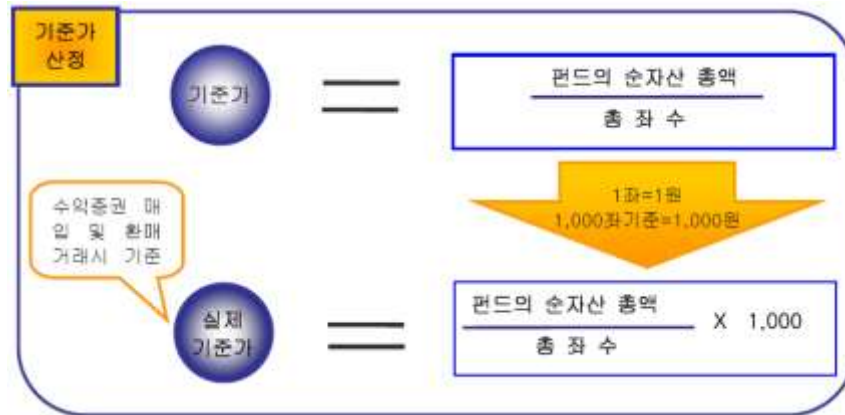 기준가
산정
기준가
펀드의 순자산 총액
총 좌 수
1좌=1원
1,000좌기준=1,000원
수익증권 매
입 및 환매
거래시 기준
실제
기준가
펀드의 순자산 총액
총 좌 수
X 1,000